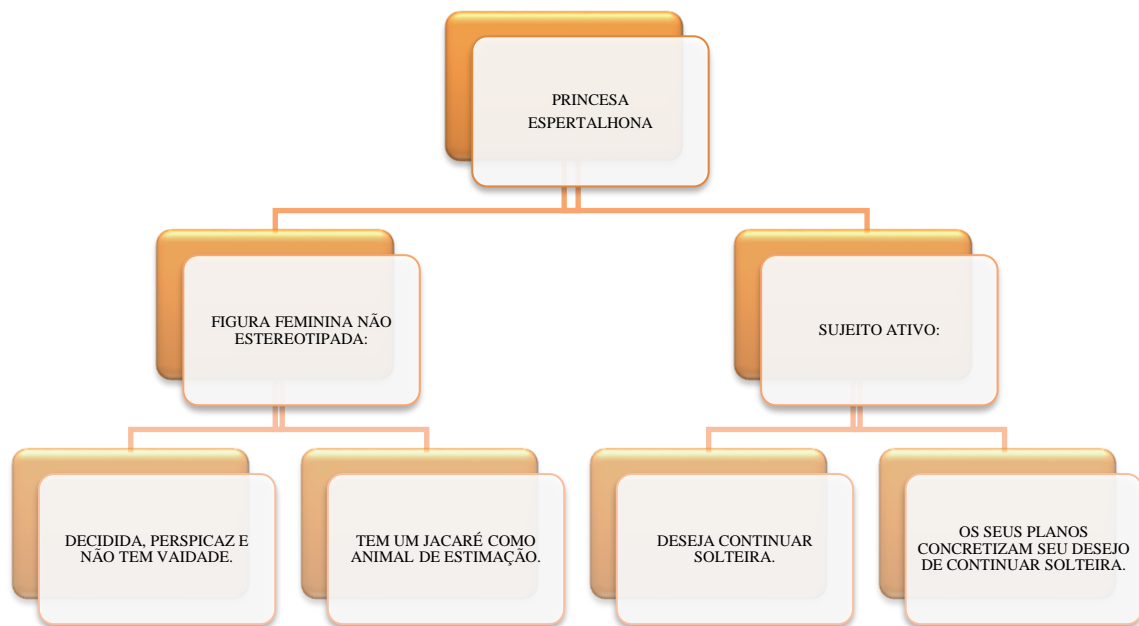 PRINCESA
ESPERTALHONA
FIGURA FEMININA NÃO
ESTEREOTIPADA:
SUJEITO ATIVO:
DECIDIDA, PERSPICAZ E
NÃO TEM VAIDADE.
TEM UM JACARÉ COMO
ANIMAL DE ESTIMAÇÃO.
DESEJA CONTINUAR
SOLTEIRA.
OS SEUS PLANOS
CONCRETIZAM SEU DESEJO
DE CONTINUAR SOLTEIRA.